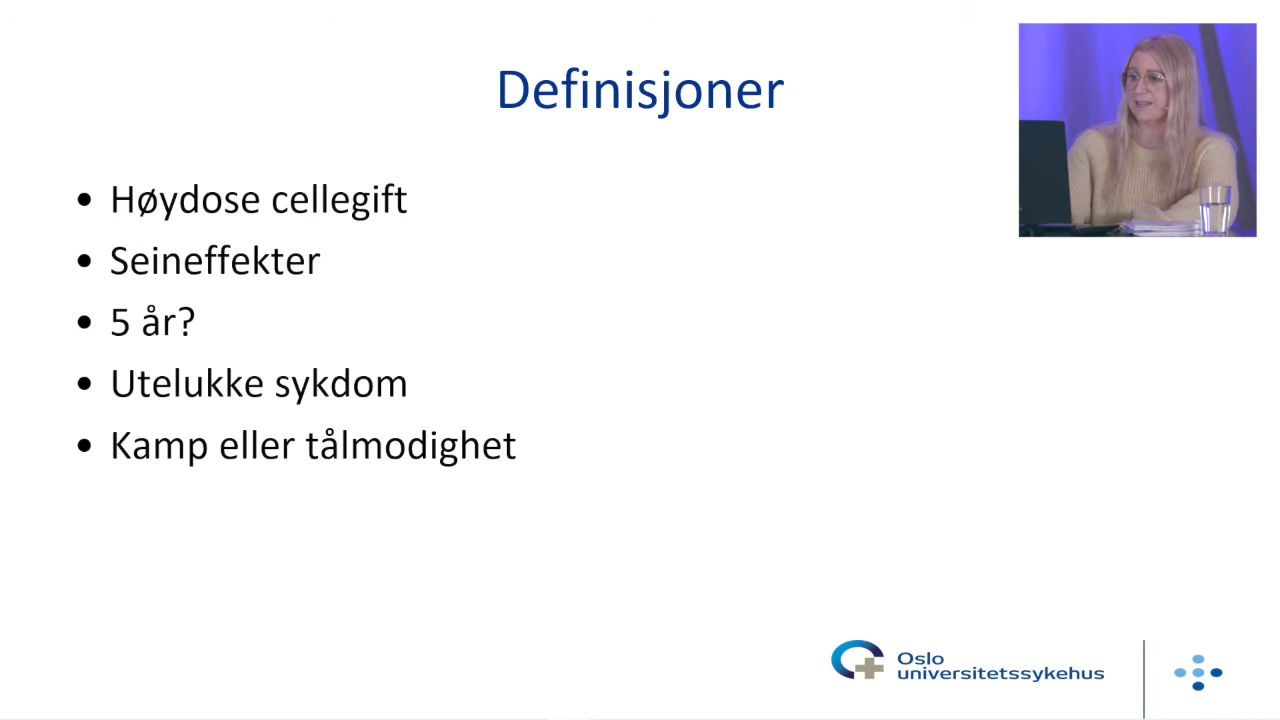 Definisjoner
• Høydose cellegift
• Seineffekter
• 5 år?
• Utelukke sykdom
• Kamp eller tålmodighet
Oslo
universitetssykehus